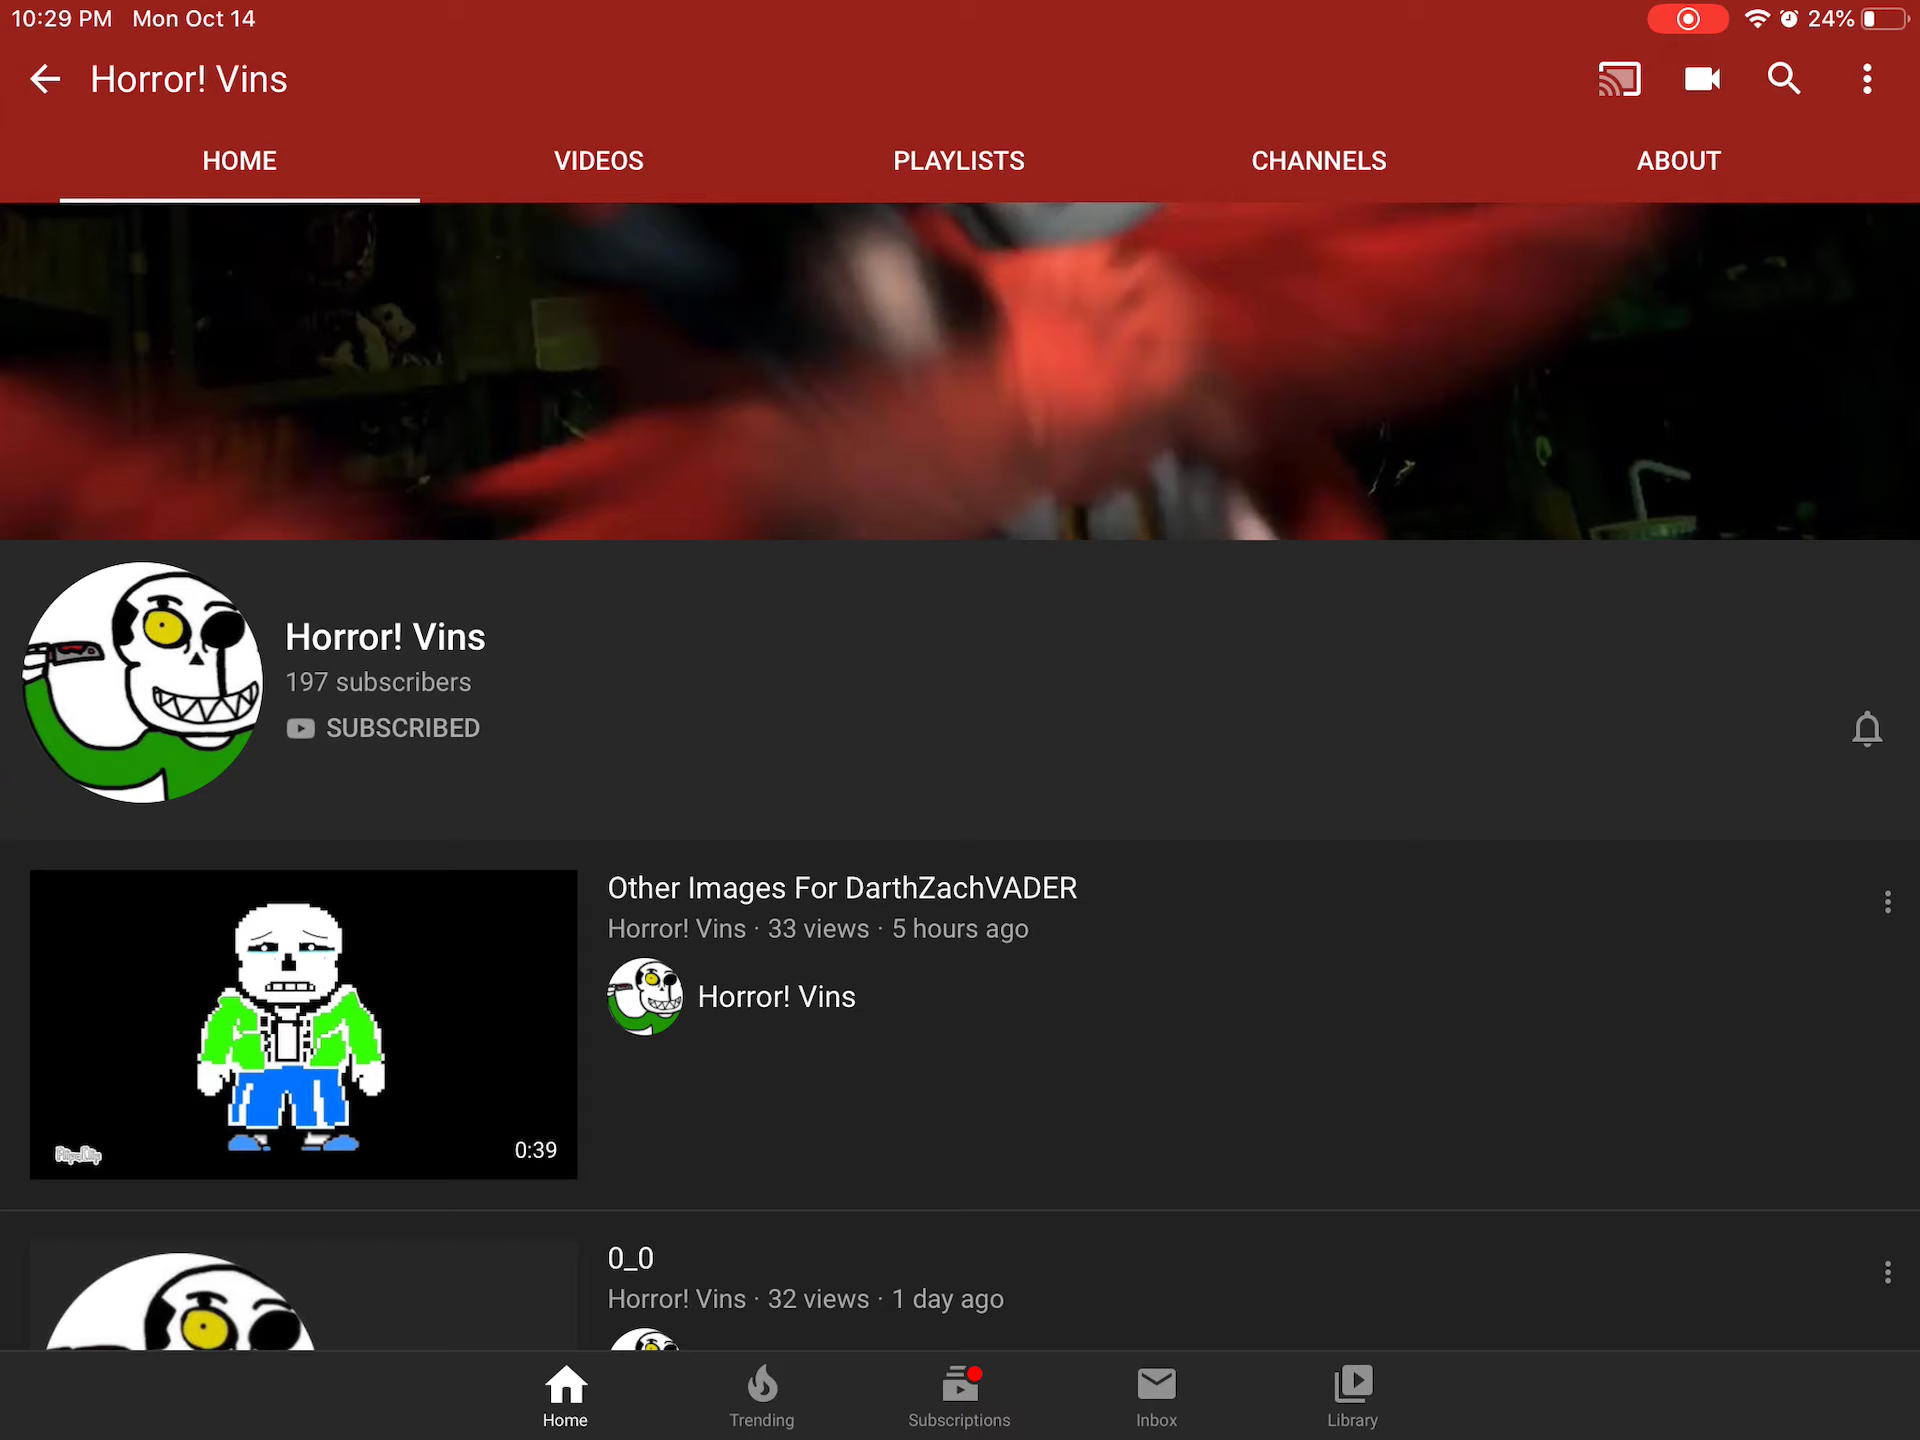 10:29 PM Mon Oct 14
24%
Horror! Vins
HOME VIDEOS PLAYLISTS CHANNELS ABOUT
Horror! Vins
197 subscribers
SUBSCRIBED
Other Images For DarthZachVADER
Horror! Vins · 33 views · 5 hours ago
Horror! Vins
FlipaClip
0:39
0_0
Horror! Vins · 32 views · 1 day ago
Home Trending Subscriptions Inbox Library